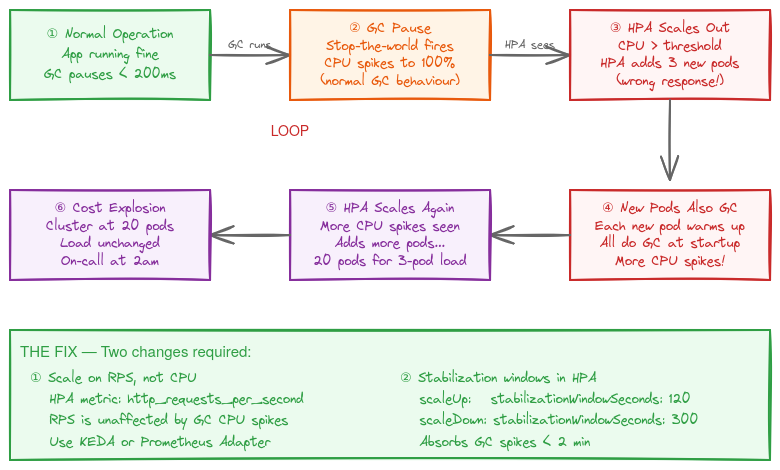 ① Normal Operation
App running fine
GC pauses < 200ms
GC runs
② GC Pause
Stop-the-world fires
CPU spikes to 100%
(normal GC behaviour)
HPA sees
③ HPA Scales Out
CPU > threshold
HPA adds 3 new pods
(wrong response!)
LOOP
④ New Pods Also GC
Each new pod warms up
All do GC at startup
More CPU spikes!
⑤ HPA Scales Again
More CPU spikes seen
Adds more pods...
20 pods for 3-pod load
⑥ Cost Explosion
Cluster at 20 pods
Load unchanged
On-call at 2am
THE FIX — Two changes required:
① Scale on RPS, not CPU
HPA metric: http_requests_per_second
RPS is unaffected by GC CPU spikes
Use KEDA or Prometheus Adapter
② Stabilization windows in HPA
scaleUp: stabilizationWindowSeconds: 120
scaleDown: stabilizationWindowSeconds: 300
Absorbs GC spikes < 2 min